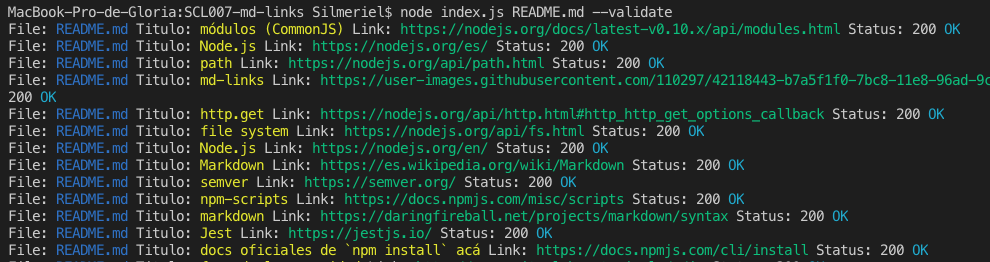 MacBook-Pro-de-Gloria:SCL007-md-links Silmeriel$ node index.js README.md --validate
File: README.md Titulo: módulos (CommonJS) Link: https://nodejs.org/docs/latest-v0.10.x/api/modules.html Status: 200 OK
File: README.md Titulo: Node.js Link: https://nodejs.org/es/ Status: 200 OK
File: README.md Titulo: path Link: https://nodejs.org/api/path.html Status: 200 OK
File: README.md Titulo: md-links Link: https://user-images.githubusercontent.com/110297/42118443-b7a5f1f0-7bc8-11e8-96ad-9c
200 OK
File: README.md Titulo: http.get Link: https://nodejs.org/api/http.html#http_http_get_options_callback Status: 200 OK
File: README.md Titulo: file system Link: https://nodejs.org/api/fs.html Status: 200 OK
File: README.md Titulo: Node.js Link: https://nodejs.org/en/ Status: 200 OK
File: README.md Titulo: Markdown Link: https://es.wikipedia.org/wiki/Markdown Status: 200 OK
File: README.md Titulo: semver Link: https://semver.org/ Status: 200 OK
File: README.md Titulo: npm-scripts Link: https://docs.npmjs.com/misc/scripts Status: 200 OK
File: README.md Titulo: markdown Link: https://daringfireball.net/projects/markdown/syntax Status: 200 OK
File: README.md Titulo: Jest Link: https://jestjs.io/ Status: 200 OK
File: README.md Titulo: docs oficiales de `npm install` acá Link: https://docs.npmjs.com/cli/install Status: 200 OK